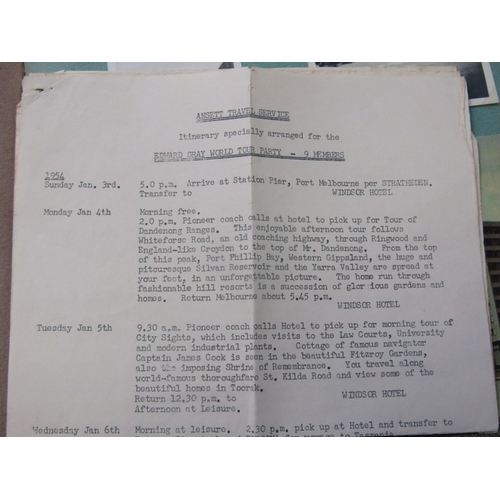 ANSETT TRAVEL SERVICE
Itinerary specially arranged for the
EDWARD GRAY WORLD TOUR PARTY - 9 MEMBERS
1954
Sunday Jan. 3rd. 5.0 p.m. Arrive at Station Pier, Port Melbourne per STRATHEDEN.
Transfer to WINDSOR HOTEL
Monday Jan 4th Morning free.
2.0 p.m. Pioneer coach calls at hotel to pick up for Tour of
Dandenong Ranges. This enjoyable afternoon tour follows
Whitehorse Road, an old coaching highway, through Ringwood and
England-like Croydon to the top of Mr. Dandenong. From the top
of this peak, Port Phillip Bay, Western Gippsland, the huge and
pitcuresque Silvan Reservoir and the Yarra Valley are spread at
your feet, in an unforgettable picture. The home run through
fashionable hill resorts is a succession of glorious gardens and
homes. Return Melbourne about 5.45 p.m.
WINDSOR HOTEL
Tuesday Jan 5th 9.30 a.m. Pioneer coach calls Hotel to pick up for morning tour of
City Sights, which includes visits to the Law Courts, University
and modern industrial plants. Cottage of famous navigator
Captain James Cook is seen in the beautiful Fitzroy Gardens,
also the imposing Shrine of Remembrance. You travel along
world-famous thoroughfare St. Kilda Road and view some of the
beautiful homes in Toorak.
Return 12.30 p.m. to WINDSOR HOTEL
Afternoon at Leisure.
Wednesday Jan 6th Morning at leisure. 2.30 p.m. pick up at Hotel and transfer to
for passage to Tasmania